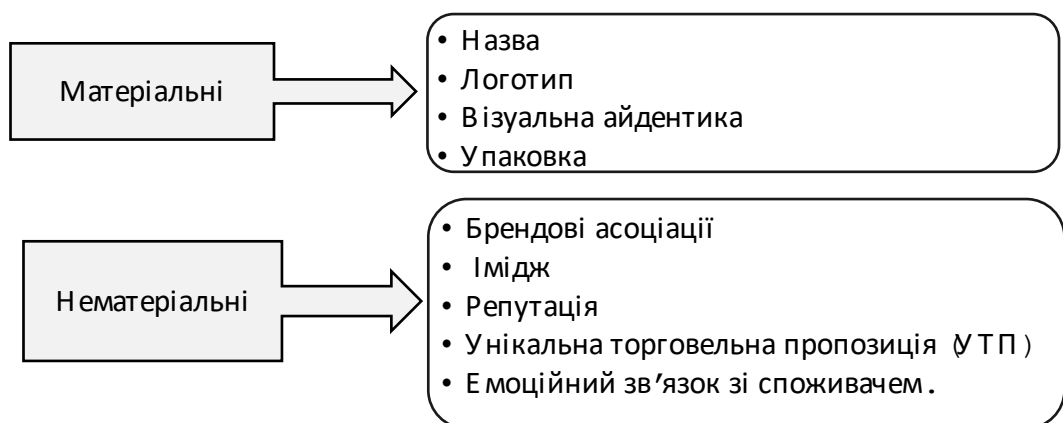 Матеріальні
• Назва
• Логотип
• Візуальна айдентика
• Упаковка
Нематеріальні
• Брендові асоціації
• Імідж
• Репутація
• Унікальна торговельна пропозиція (УТП)
• Емоційний зв’язок зі споживачем.